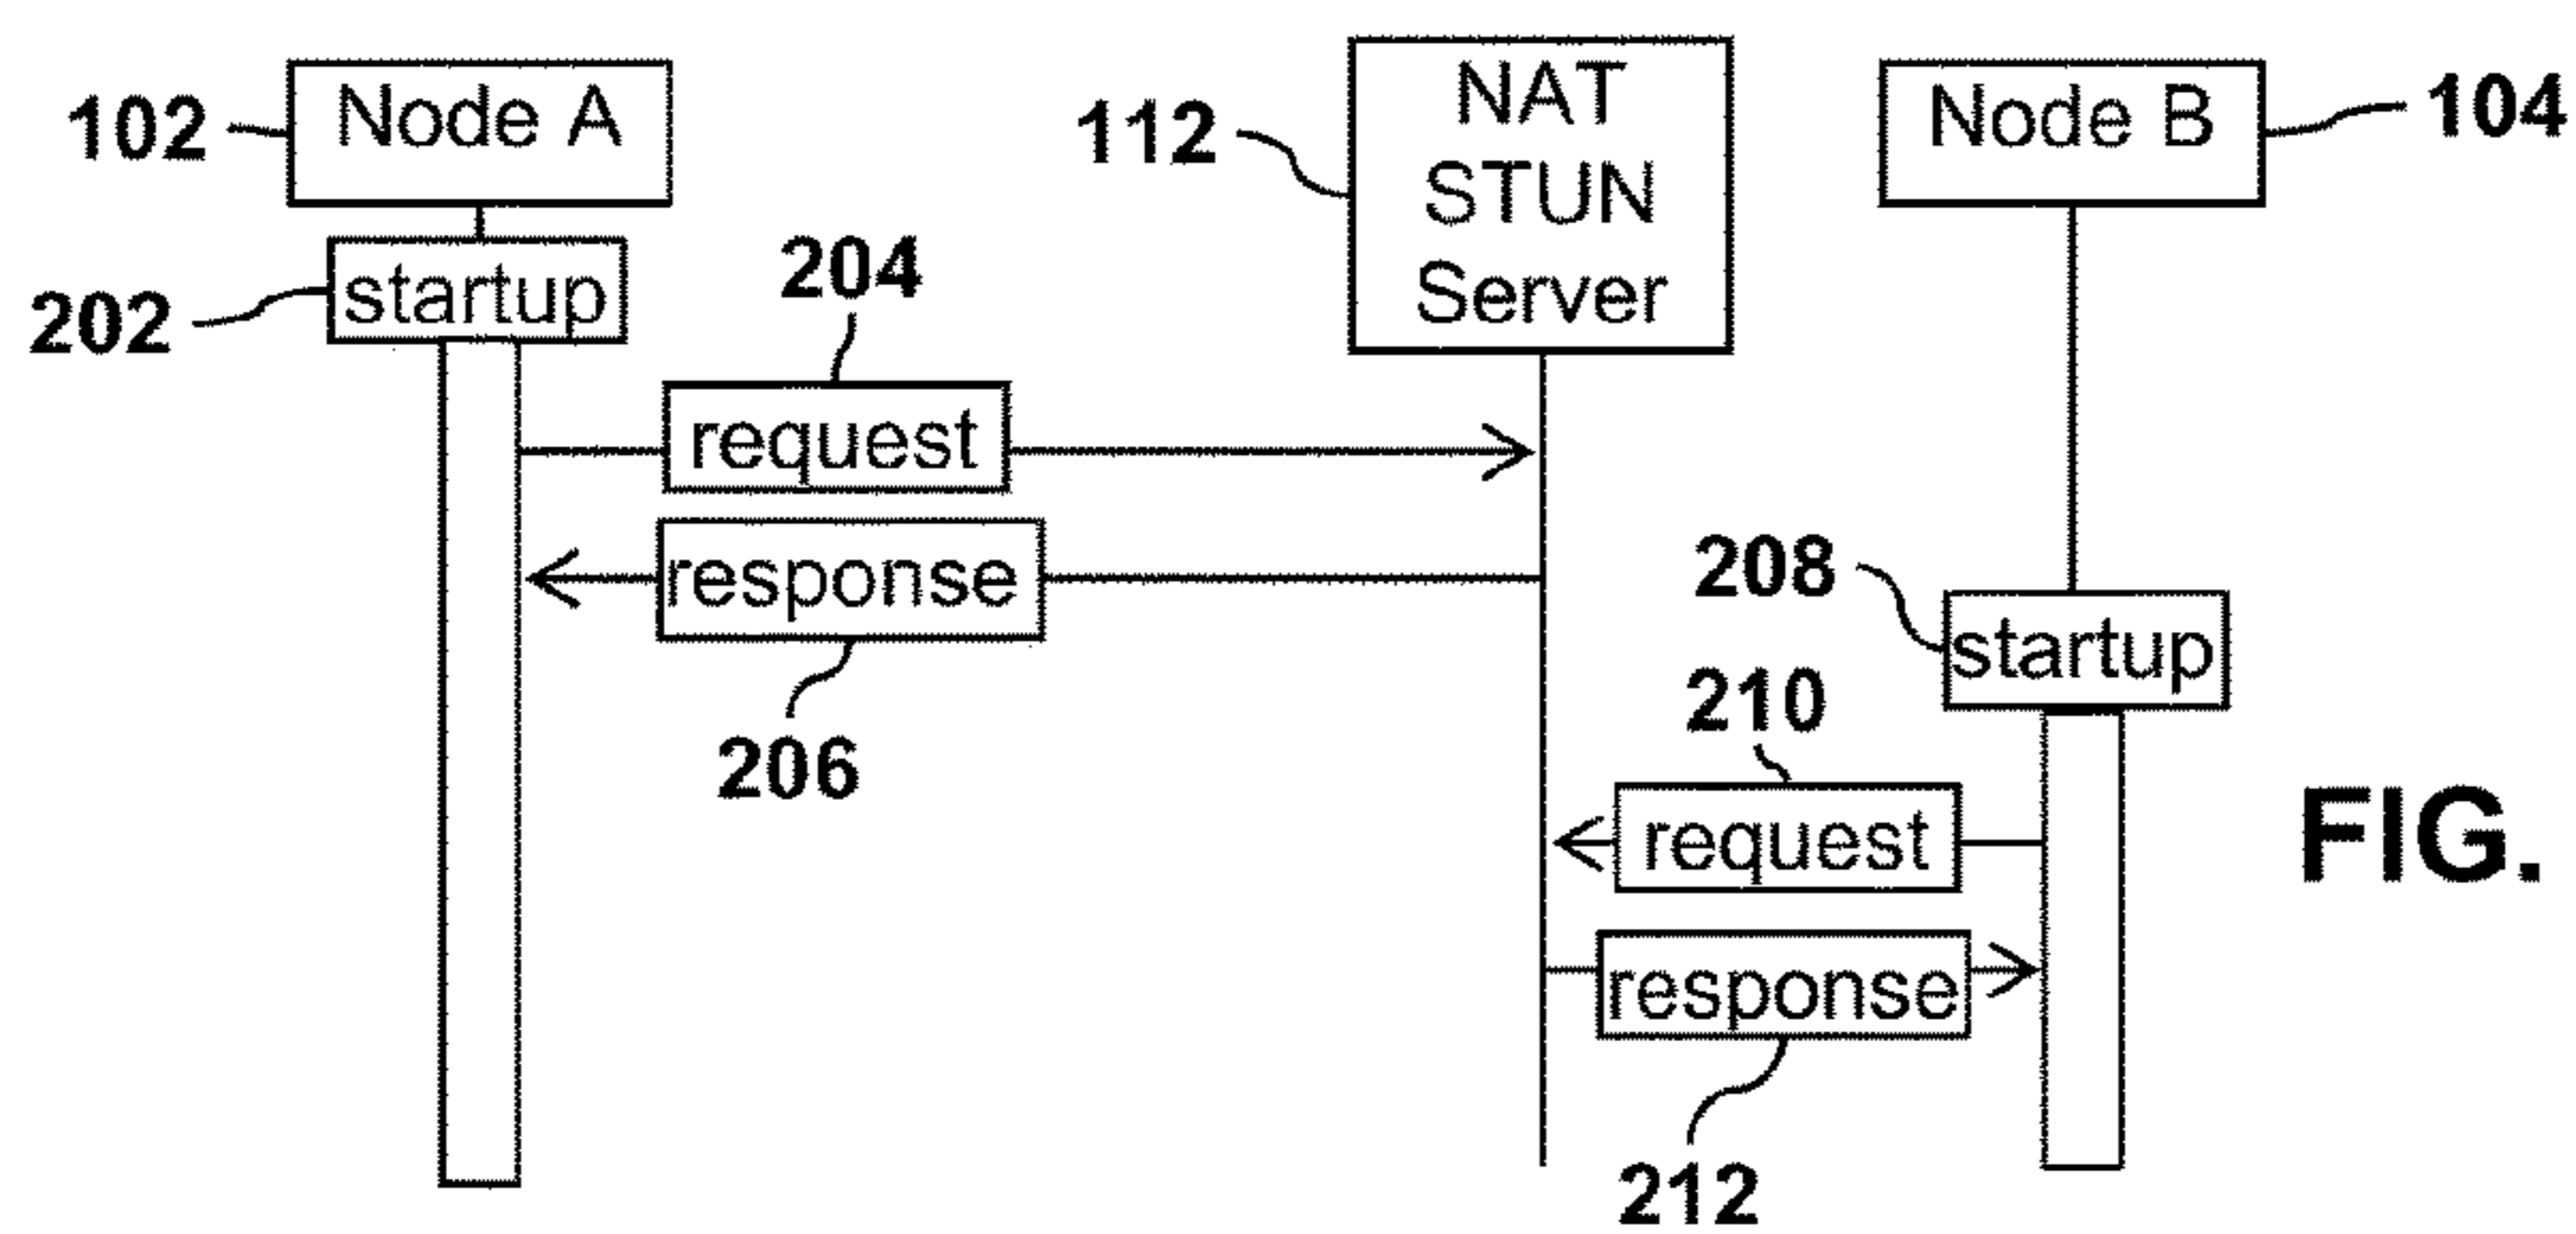 102
Node A
112
NAT
STUN
Server
Node B
104
202
startup
204
request
response
206
208
startup
210
request
response
212
FIG.